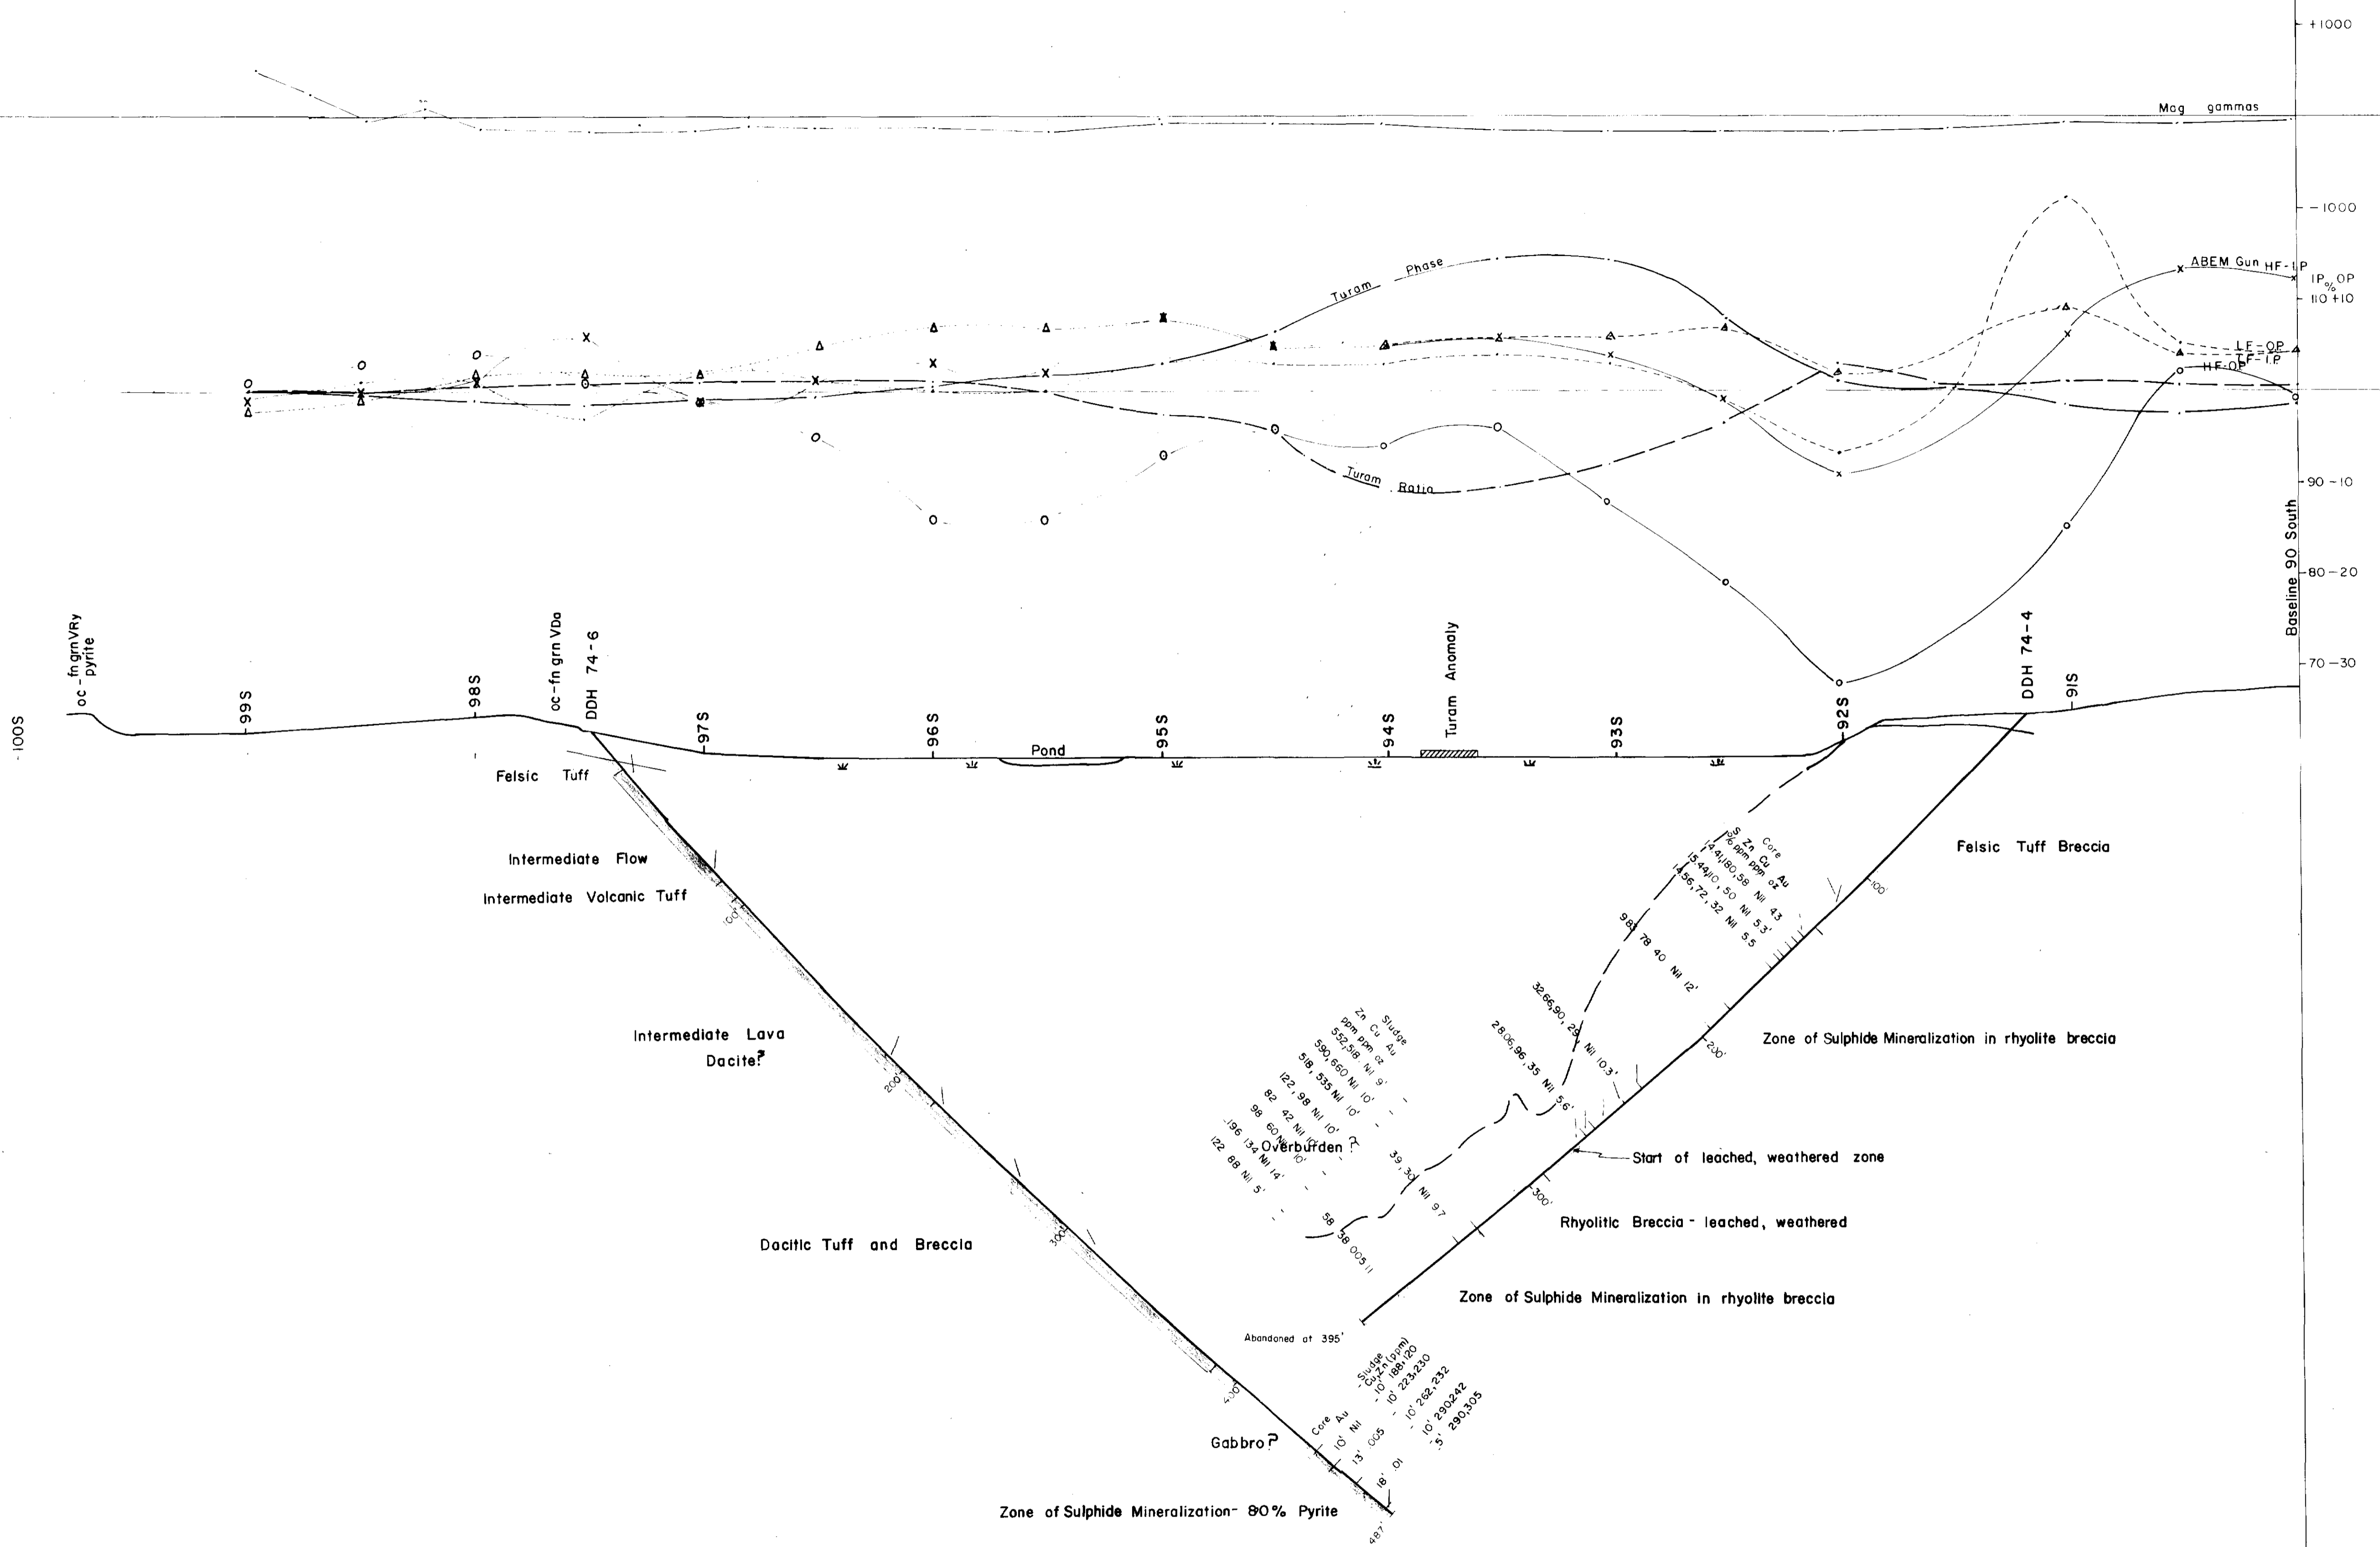 +1000
Mag gammas
-1000
ABEM Gun HF-I.P
IP % OP
110 +10
Turam Phase
LF-OP
LF-I.P
HF-OP
Turam Ratio
90 -10
80 -20
70 -30
Baseline 90 South
oc-fn grn VRy
pyrite
oc-fn grn VDa
DDH 74-6
Turam Anomaly
DDH 74-4
-100S
99S
98S
97S
96S
Pond
95S
94S
93S
92S
91S
Felsic Tuff
Intermediate Flow
Intermediate Volcanic Tuff
100'
Intermediate Lava
Dacite?
200'
Dacitic Tuff and Breccia
300'
400'
Gabbro?
Zone of Sulphide Mineralization- 80% Pyrite
487'
Felsic Tuff Breccia
100'
Core
S Zn Cu Au
% ppm ppm oz
14.41,180,58 Nil 4.3
15.44,110,50 Nil 5.3'
14.56,72,32 Nil 5.5
9.83 78 40 Nil 12'
Zone of Sulphide Mineralization in rhyolite breccia
200'
32.66,90,29, Nil 10.3'
28.06,96,35 Nil 5.6'
Start of leached, weathered zone
300'
Rhyolitic Breccia - leached, weathered
Zone of Sulphide Mineralization in rhyolite breccia
Sludge
Zn Cu Au
ppm ppm oz
552,518 Nil 9'
590,660 Nil 10'
518, 535 Nil 10'
122, 98 Nil 10'
82 42 Nil 10'
98 60 Nil 10'
196 134 Nil 14'
122 88 Nil 5'
Overburden ?
39,30 Nil 9.7
58 38 .005 11
Abandoned at 395'
Sludge
Cu,Zn(ppm)
10' 188,120
10' 223,230
10' 262,232
10' 290,242
5' 290,305
Core Au
10' Nil
13' .005
18' .01